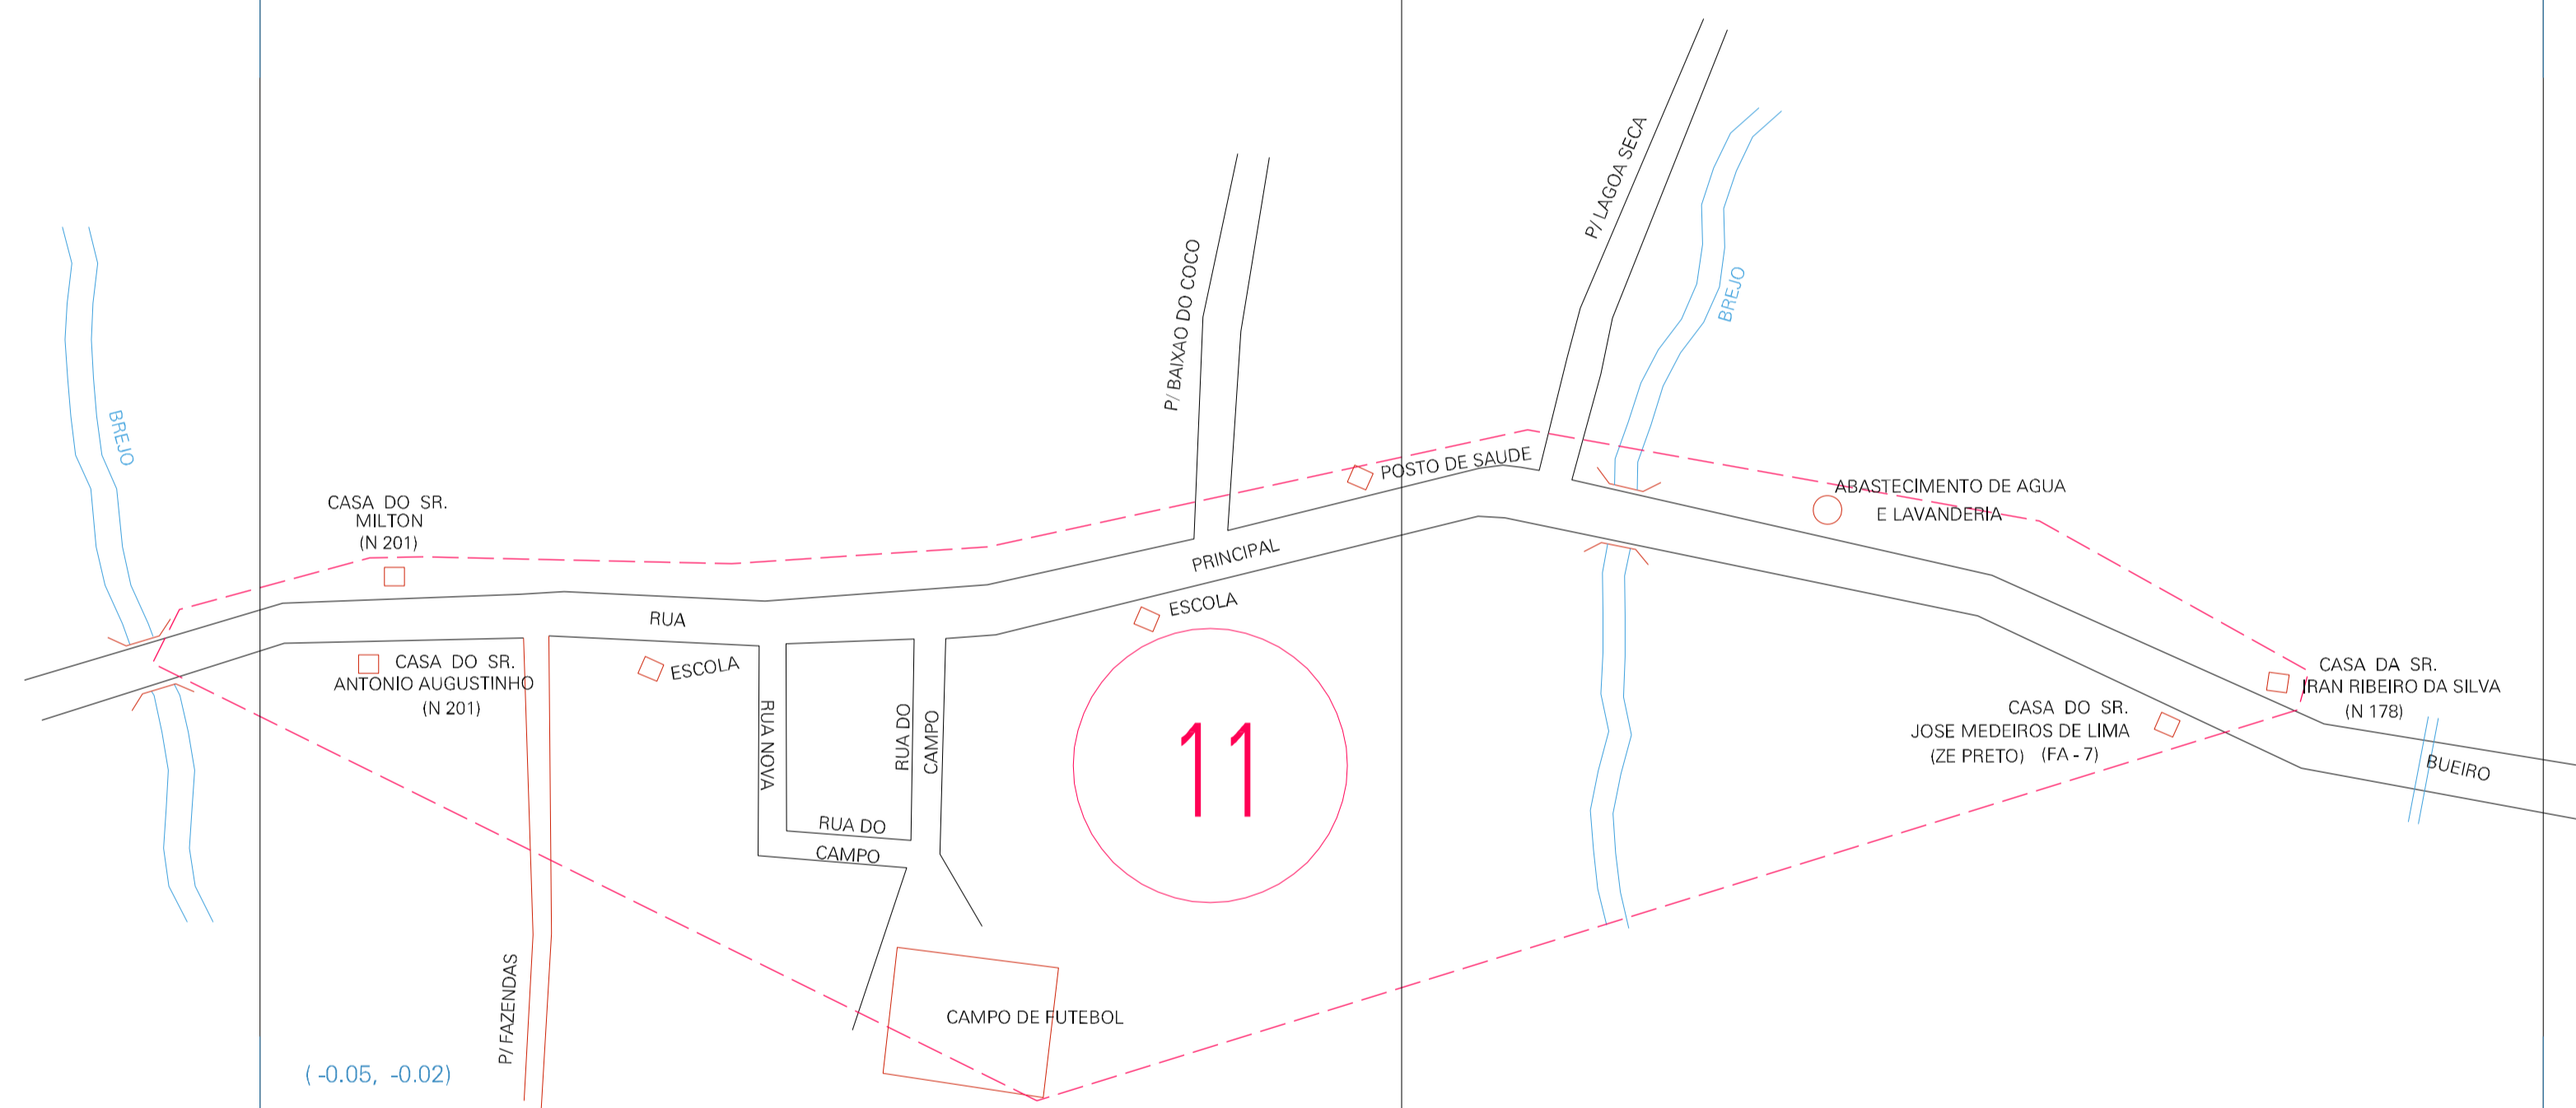 P/ LAGOA SECA
BREJO
P/ BAIXAO DO COCO
BREJO
CASA DO SR.
MILTON
(N 201)
POSTO DE SAUDE
ABASTECIMENTO DE AGUA
E LAVANDERIA
PRINCIPAL
RUA
ESCOLA
CASA DO SR.
ANTONIO AUGUSTINHO
(N 201)
ESCOLA
CASA DA SR.
IRAN RIBEIRO DA SILVA
(N 178)
CASA DO SR.
JOSE MEDEIROS DE LIMA
(ZE PRETO) (FA - 7)
BUEIRO
RUA NOVA
RUA DO
CAMPO
11
RUA DO
CAMPO
P/ FAZENDAS
CAMPO DE FUTEBOL
( -0.05, -0.02)